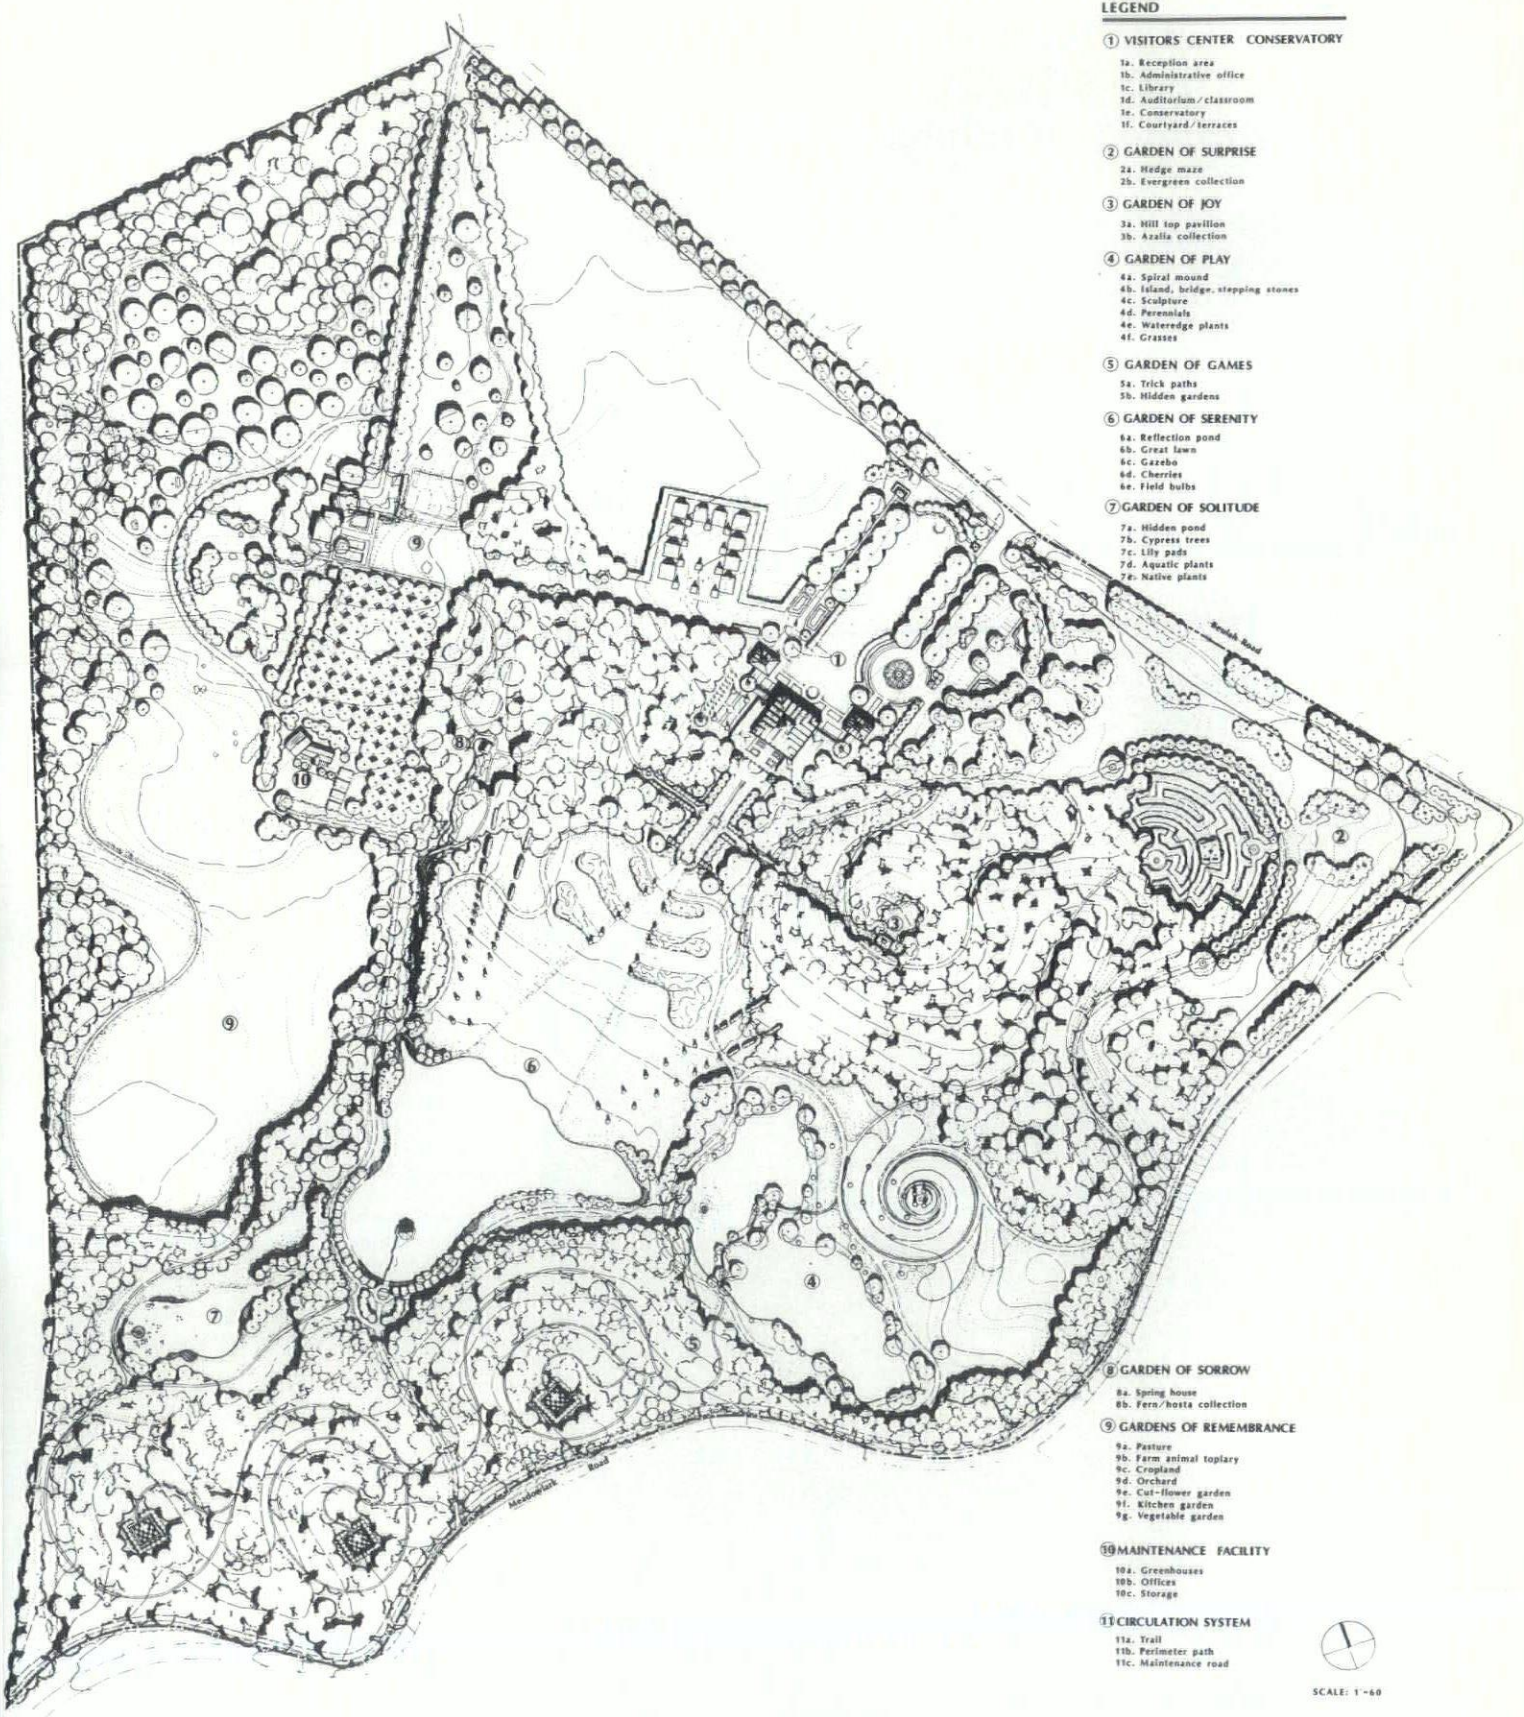 LEGEND
① VISITORS CENTER CONSERVATORY
1a. Reception area
1b. Administrative office
1c. Library
1d. Auditorium/classroom
1e. Conservatory
1f. Courtyard/terraces
② GARDEN OF SURPRISE
2a. Hedge maze
2b. Evergreen collection
③ GARDEN OF JOY
3a. Hill top pavilion
3b. Azalia collection
④ GARDEN OF PLAY
4a. Spiral mound
4b. Island, bridge, stepping stones
4c. Sculpture
4d. Perennials
4e. Wateredge plants
4f. Grasses
⑤ GARDEN OF GAMES
5a. Trick paths
5b. Hidden gardens
⑥ GARDEN OF SERENITY
6a. Reflection pond
6b. Great lawn
6c. Gazebo
6d. Cherries
6e. Field bulbs
⑦ GARDEN OF SOLITUDE
7a. Hidden pond
7b. Cypress trees
7c. Lily pads
7d. Aquatic plants
7e. Native plants
Beulah Road
⑨
①
⑧
⑩
②
③
⑨
⑥
④
⑦
⑤
Meadowlark Road
⑧ GARDEN OF SORROW
8a. Spring house
8b. Fern/hosta collection
⑨ GARDENS OF REMEMBRANCE
9a. Pasture
9b. Farm animal topiary
9c. Cropland
9d. Orchard
9e. Cut-flower garden
9f. Kitchen garden
9g. Vegetable garden
⑩ MAINTENANCE FACILITY
10a. Greenhouses
10b. Offices
10c. Storage
⑪ CIRCULATION SYSTEM
11a. Trail
11b. Perimeter path
11c. Maintenance road
SCALE: 1"=60